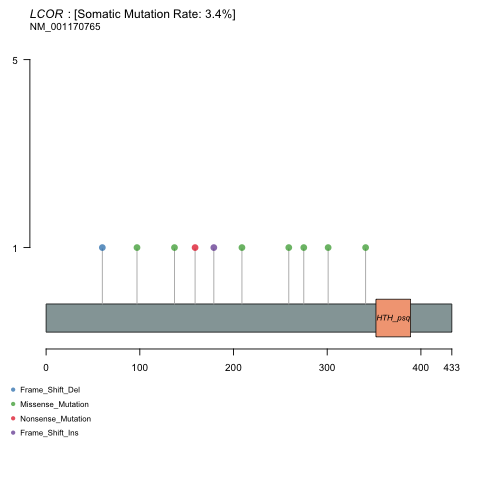 LCOR : [Somatic Mutation Rate: 3.4%]
NM_001170765
5
1
HTH_psq
0 100 200 300 400 433
Frame_Shift_Del
Missense_Mutation
Nonsense_Mutation
Frame_Shift_Ins